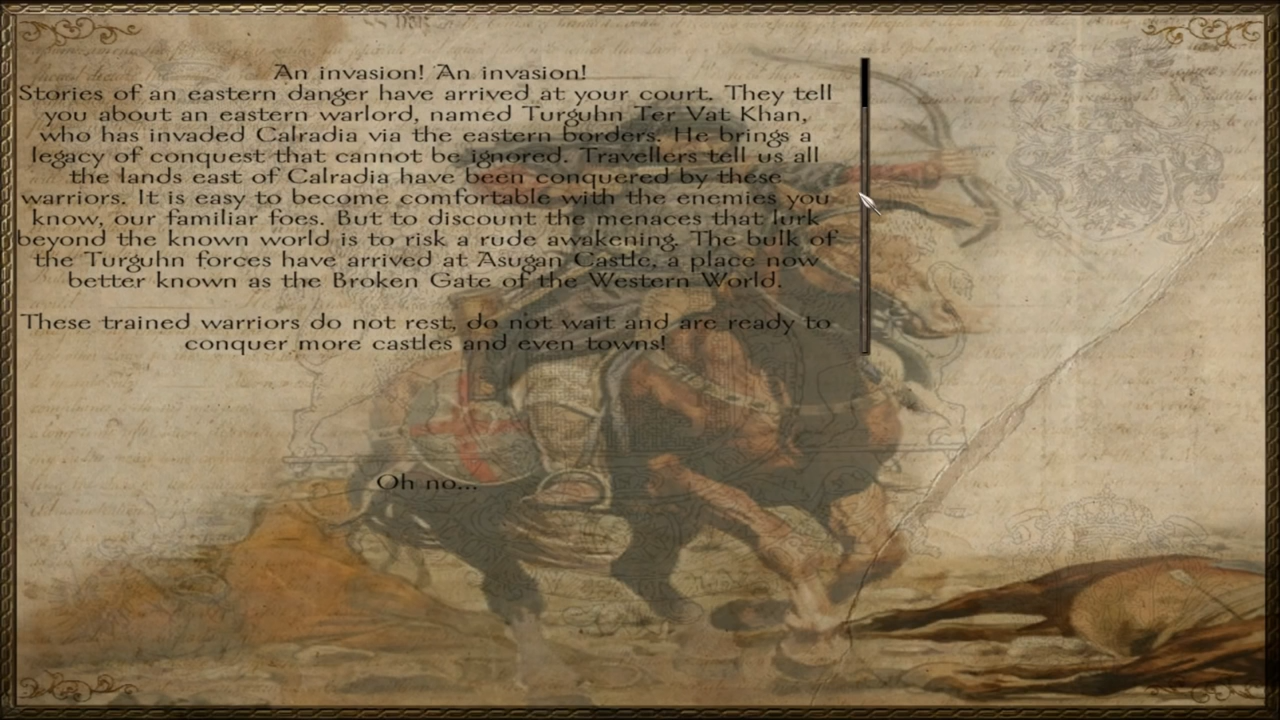 An invasion! An invasion!
Stories of an eastern danger have arrived at your court. They tell
you about an eastern warlord, named Turguhn Ter Vat Khan,
who has invaded Calradia via the eastern borders. He brings a
legacy of conquest that cannot be ignored. Travellers tell us all
the lands east of Calradia have been conquered by these
warriors. It is easy to become comfortable with the enemies you
know, our familiar foes. But to discount the menaces that lurk
beyond the known world is to risk a rude awakening. The bulk of
the Turguhn forces have arrived at Asugan Castle, a place now
better known as the Broken Gate of the Western World.
These trained warriors do not rest, do not wait and are ready to
conquer more castles and even towns!
Oh no...